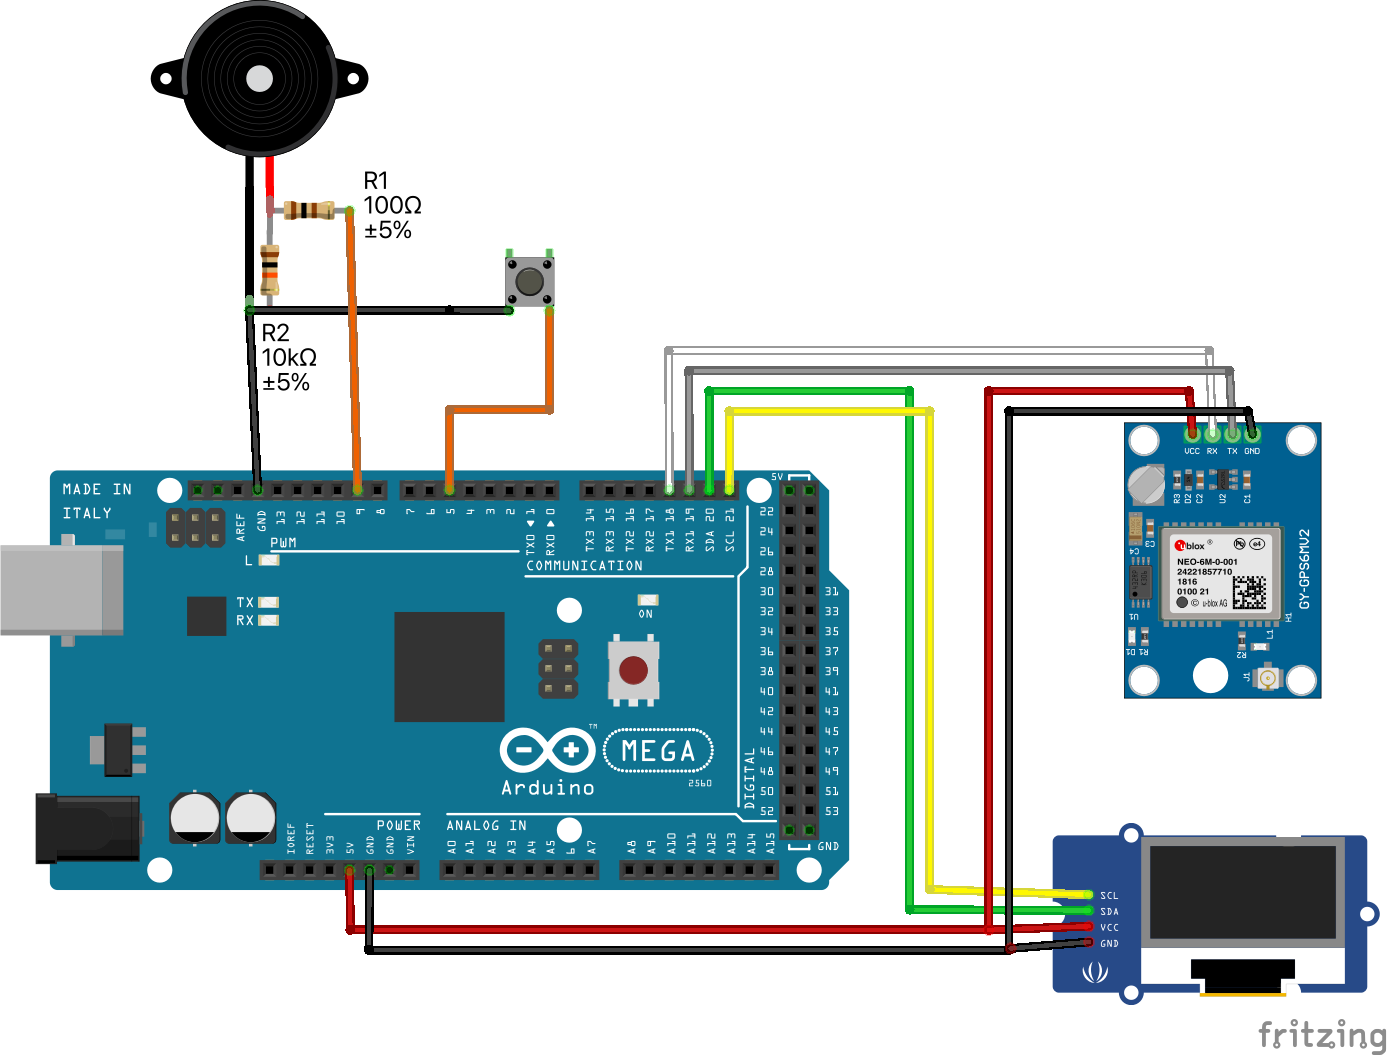 R1
100Ω
±5%
R2
10kΩ
±5%
MADE IN
ITALY
AREF
GND
13
12
11
10
9
8
7
6
5
4
3
2
TX0 ▶ 1
RX0 ◀ 0
TX3 14
RX3 15
TX2 16
RX2 17
TX1 18
RX1 19
SDA 20
SCL 21
5V
PWM
COMMUNICATION
L
TX
RX
ON
22
24
26
28
30 31
32 33
34 35
36 37
38 39
40 41
42 43
44 45
46 47
48 49
50 51
52 53
DIGITAL
GND
TM
MEGA
Arduino
2560
POWER
ANALOG IN
IOREF
RESET
3V3
5V
GND
GND
VIN
A0
A1
A2
A3
A4
A5
6
A7
A8
A9
A10
A11
A12
A13
A14
A15
VCC RX TX GND
R3
D2
C2
U2
C1
C4
C3
U1
D1
R1
ublox ®
e4
NEO-6M-0-001
24221857710
1816
0100 21
© u-blox AG
GY-GPS6MV2
H1
L1
R2
J1
SCL
SDA
VCC
GND
fritzing